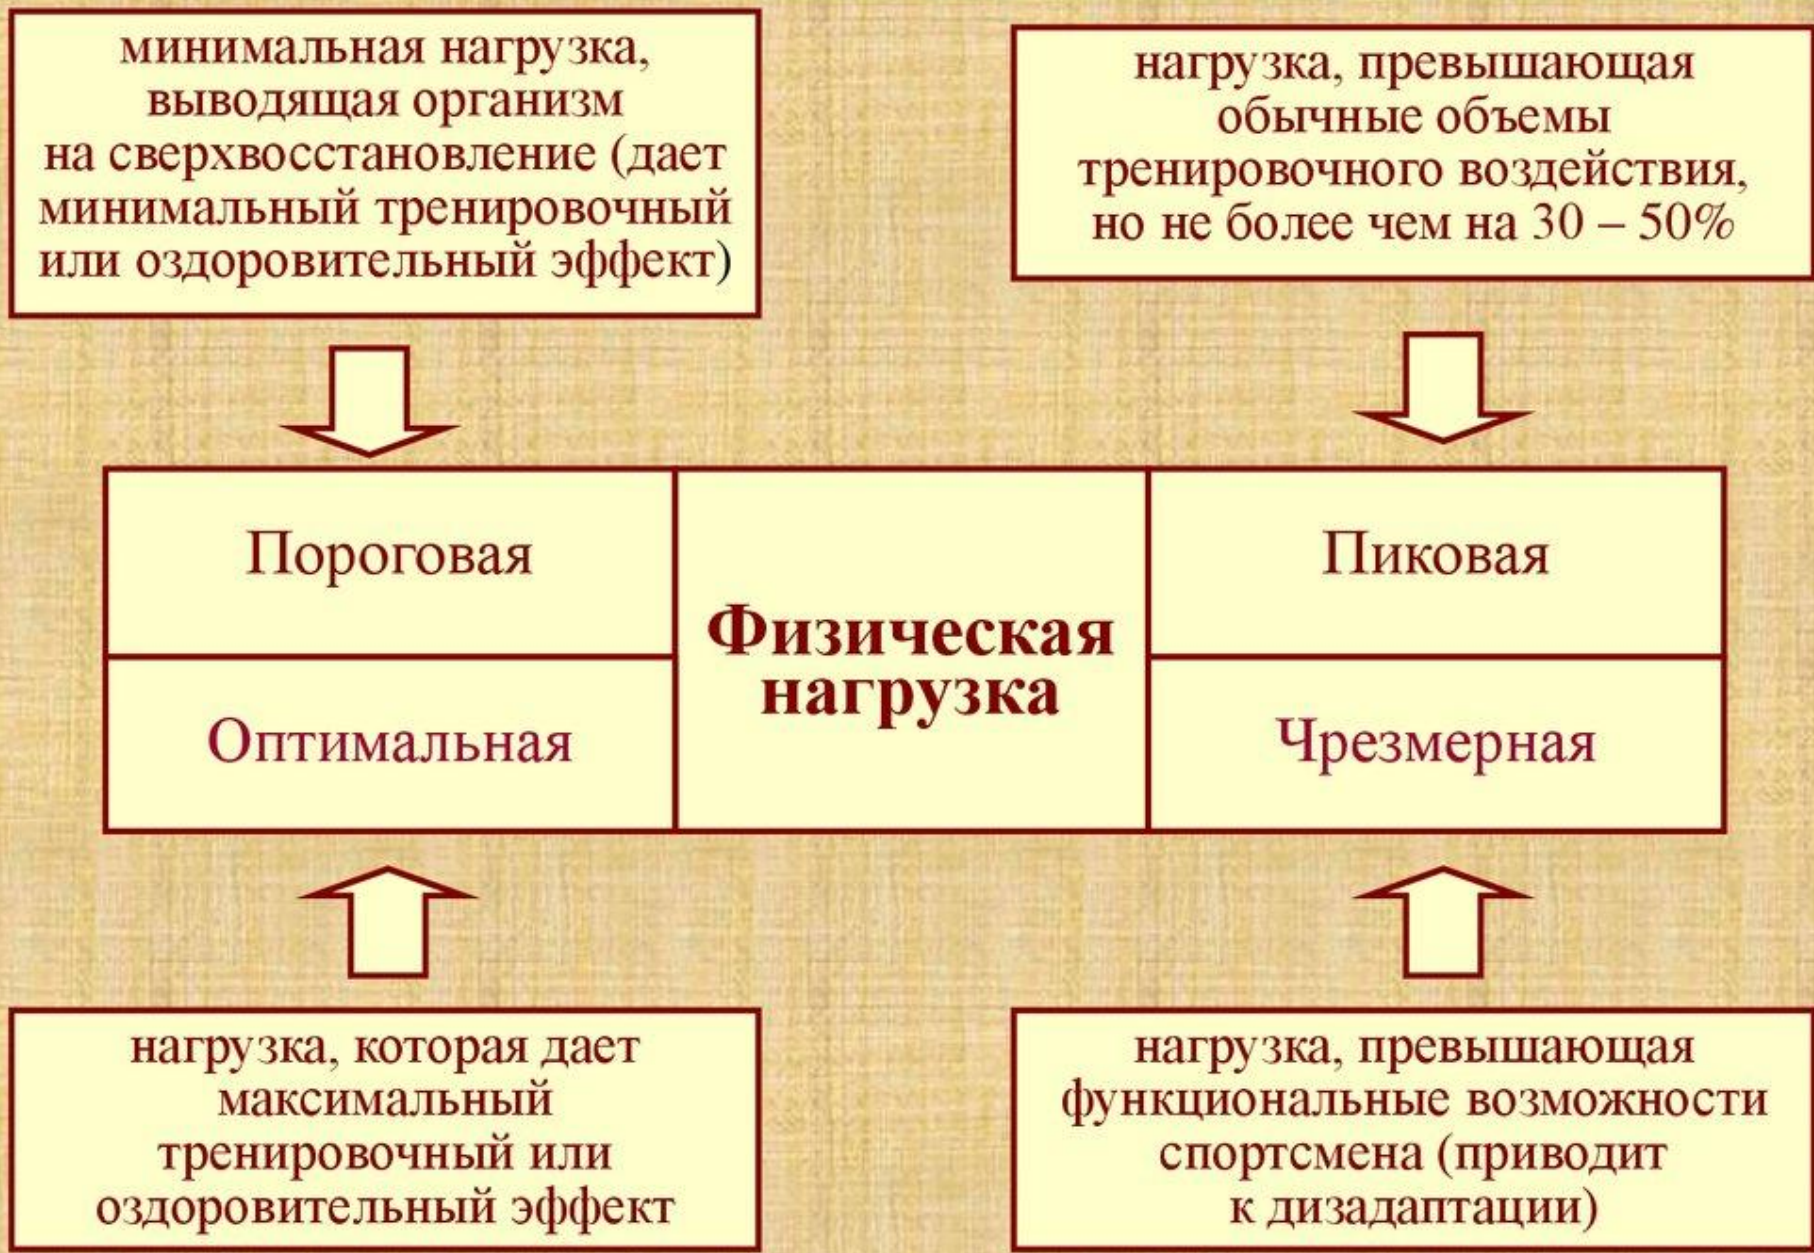 минимальная нагрузка,
выводящая организм
на сверхвосстановление (дает
минимальный тренировочный
или оздоровительный эффект)
нагрузка, превышающая
обычные объемы
тренировочного воздействия,
но не более чем на 30 – 50%
Пороговая
Пиковая
Физическая
нагрузка
Оптимальная
Чрезмерная
нагрузка, которая дает
максимальный
тренировочный или
оздоровительный эффект
нагрузка, превышающая
функциональные возможности
спортсмена (приводит
к дизадаптации)